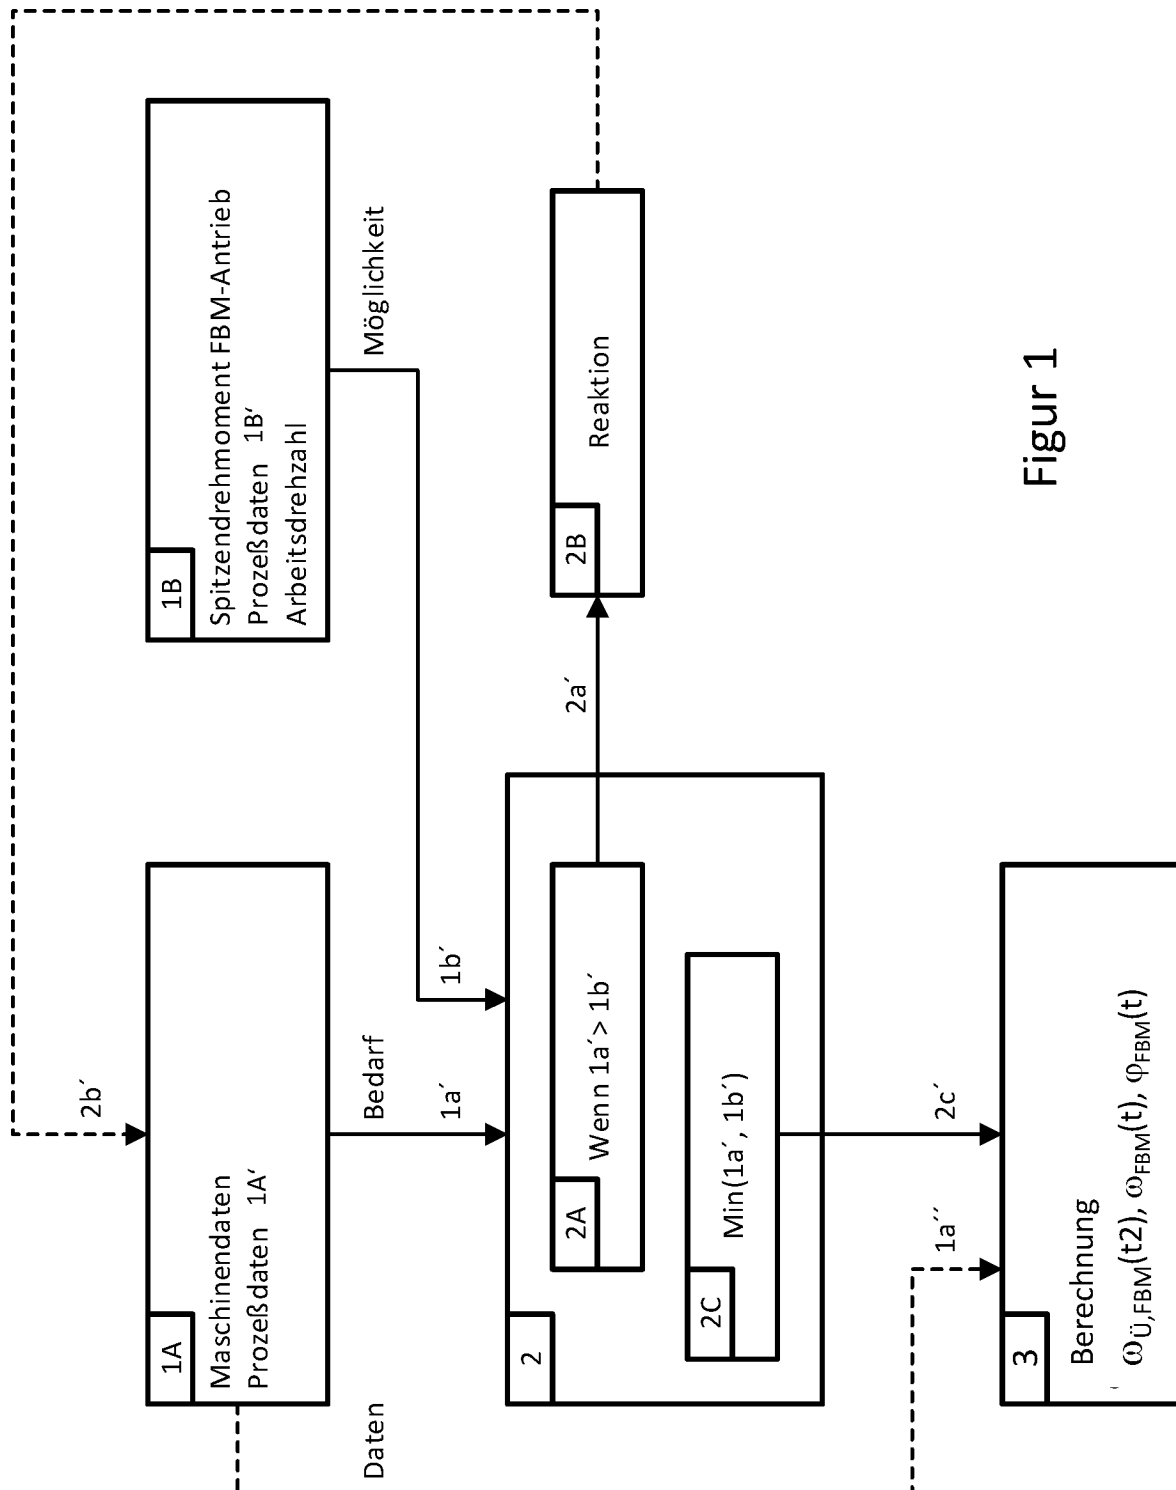 1A
Maschinendaten
Prozeßdaten 1A‘
1B
Spitzendrehmoment FBM-Antrieb
Prozeßdaten 1B‘
Arbeitsdrehzahl
2b´
Daten
Bedarf
1a´
1b´
Möglichkeit
2
2A
Wenn 1a´> 1b´
2a´
2B
Reaktion
2C
Min(1a´, 1b´)
1a´´
2c´
3
Berechnung
ωÜ,FBM(t2), ωFBM(t), φFBM(t)
Figur 1